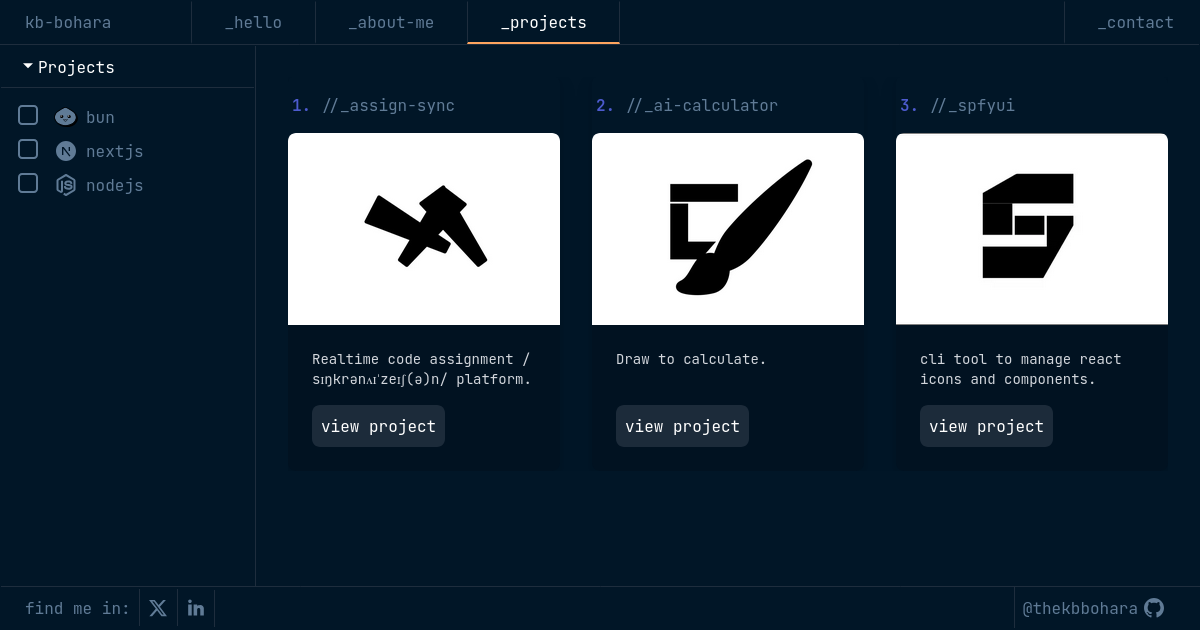 kb-bohara
_hello
_about-me
_projects
_contact
Projects
bun
nextjs
nodejs
1. //_assign-sync
Realtime code assignment /
sɪŋkrənʌɪˈzeɪʃ(ə)n/ platform.
view project
2. //_ai-calculator
Draw to calculate.
view project
3. //_spfyui
cli tool to manage react
icons and components.
view project
find me in:
@thekbbohara